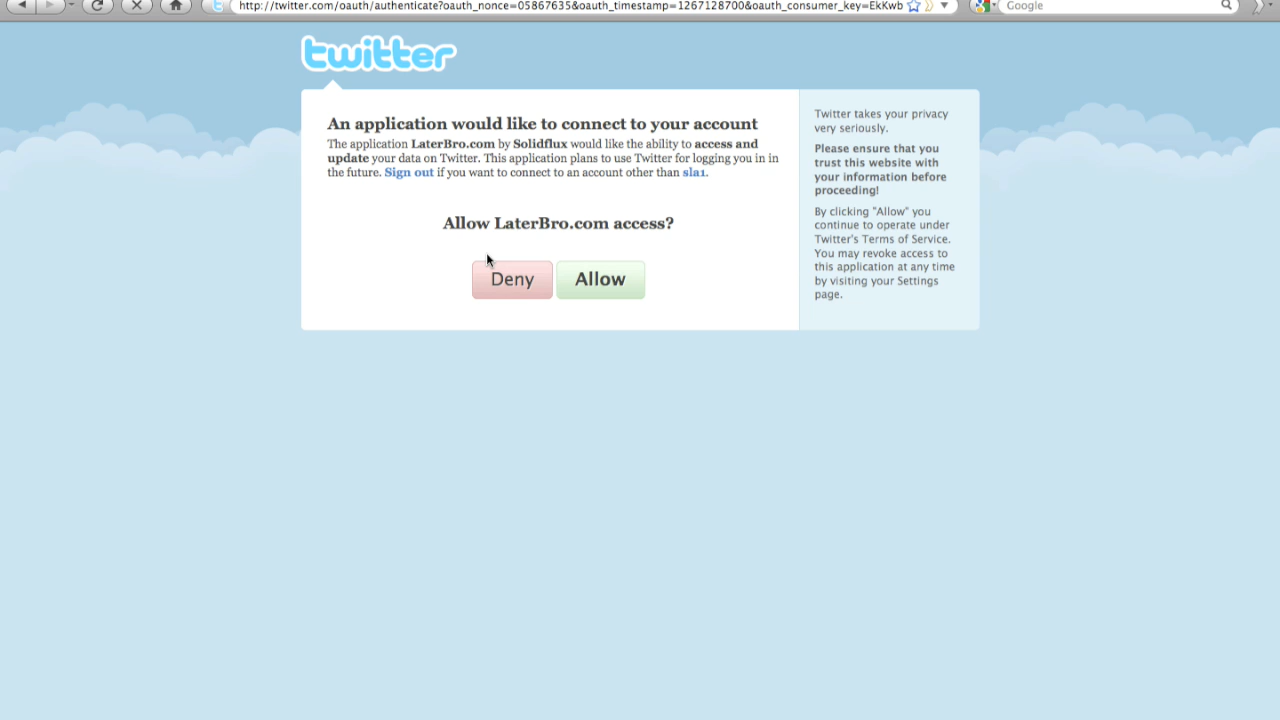 http://twitter.com/oauth/authenticate?oauth_nonce=05867635&oauth_timestamp=1267128700&oauth_consumer_key=EkKwb
Google
twitter
An application would like to connect to your account
The application LaterBro.com by Solidflux would like the ability to access and
update your data on Twitter. This application plans to use Twitter for logging you in in
the future. Sign out if you want to connect to an account other than sla1.
Allow LaterBro.com access?
Deny Allow
Twitter takes your privacy
very seriously.
Please ensure that you
trust this website with
your information before
proceeding!
By clicking "Allow" you
continue to operate under
Twitter's Terms of Service.
You may revoke access to
this application at any time
by visiting your Settings
page.